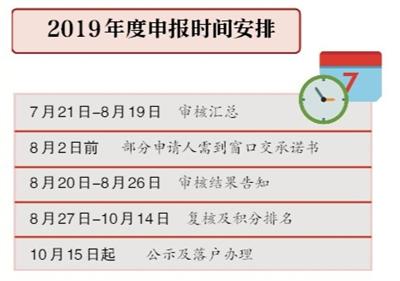 2019年度申报时间安排
7
7月21日-8月19日 审核汇总
8月2日前 部分申请人需到窗口交承诺书
8月20日-8月26日 审核结果告知
8月27日-10月14日 复核及积分排名
10月15日起 公示及落户办理